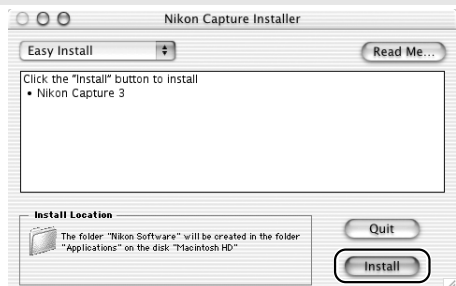 Nikon Capture Installer
Easy Install
Read Me...
Click the "Install" button to install
• Nikon Capture 3
Install Location
The folder "Nikon Software" will be created in the folder
"Applications" on the disk "Macintosh HD"
Quit
Install